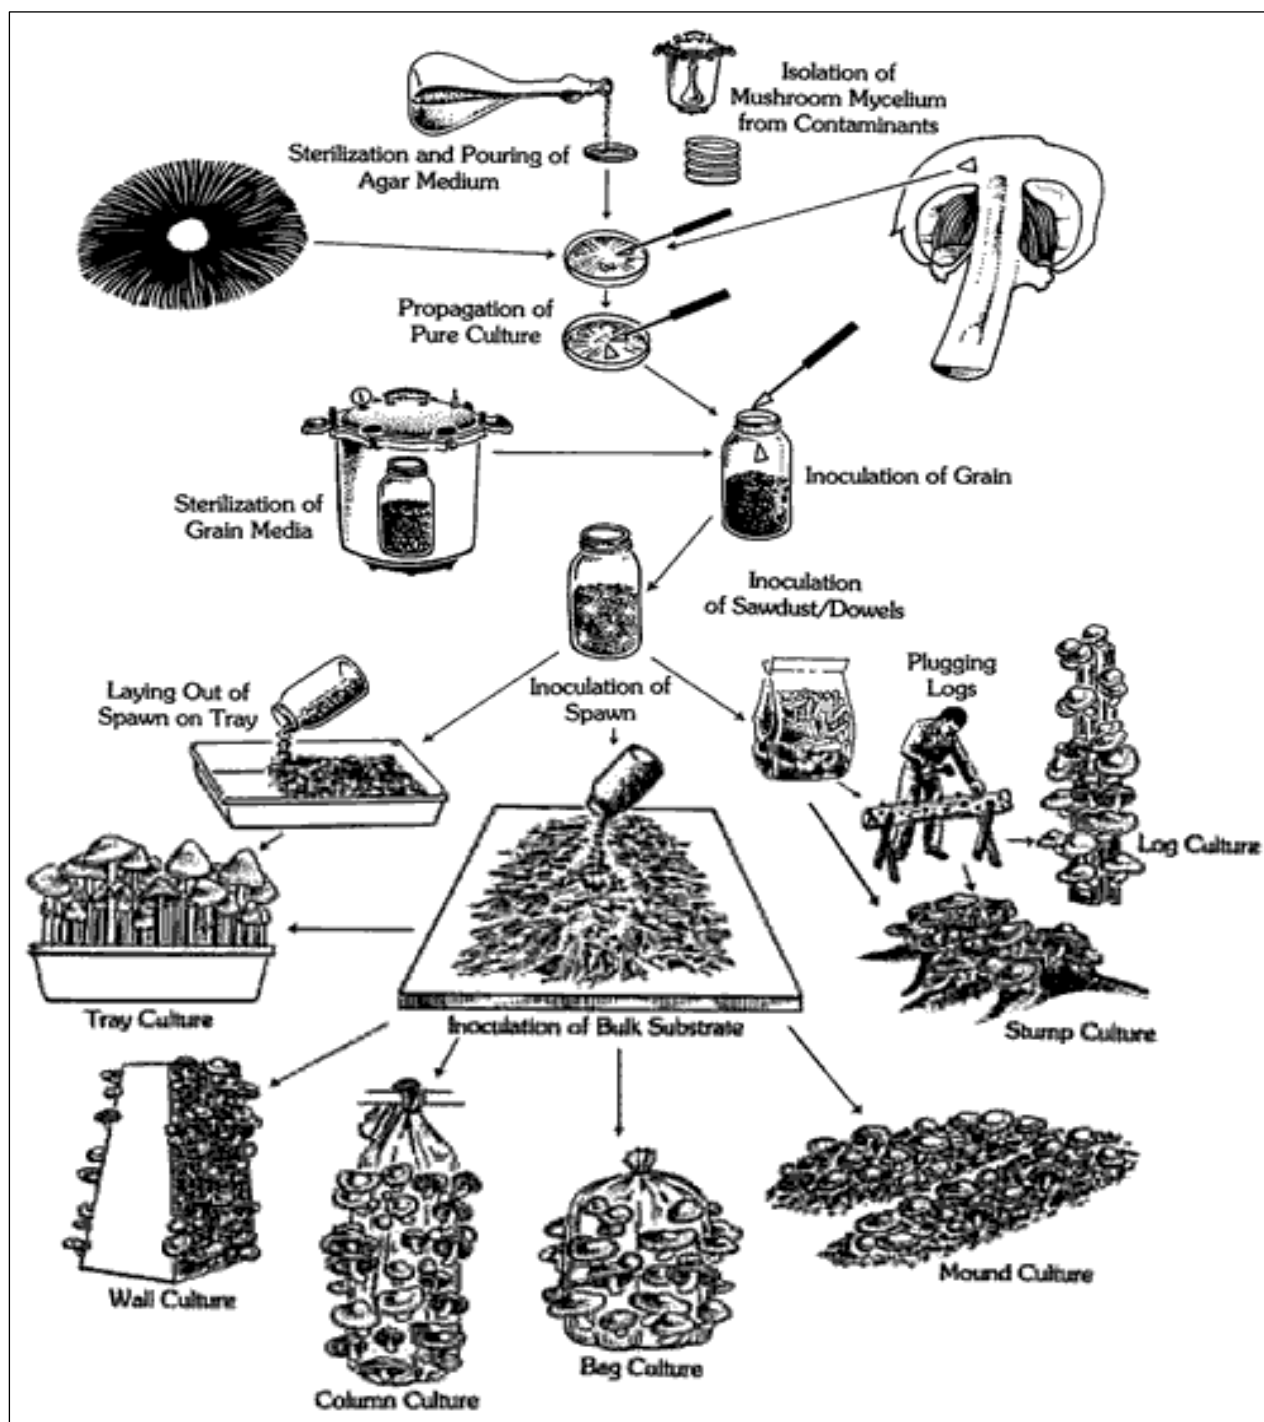 Isolation of
Mushroom Mycelium
from Contaminants
Sterilization and Pouring of
Agar Medium
Propagation of
Pure Culture
Inoculation of Grain
Sterilization of
Grain Media
Inoculation
of Sawdust/Dowels
Plugging
Logs
Laying Out of
Spawn on Tray
Inoculation of
Spawn
Log Culture
Tray Culture
Inoculation of Bulk Substrate
Stump Culture
Wall Culture
Mound Culture
Bag Culture
Column Culture